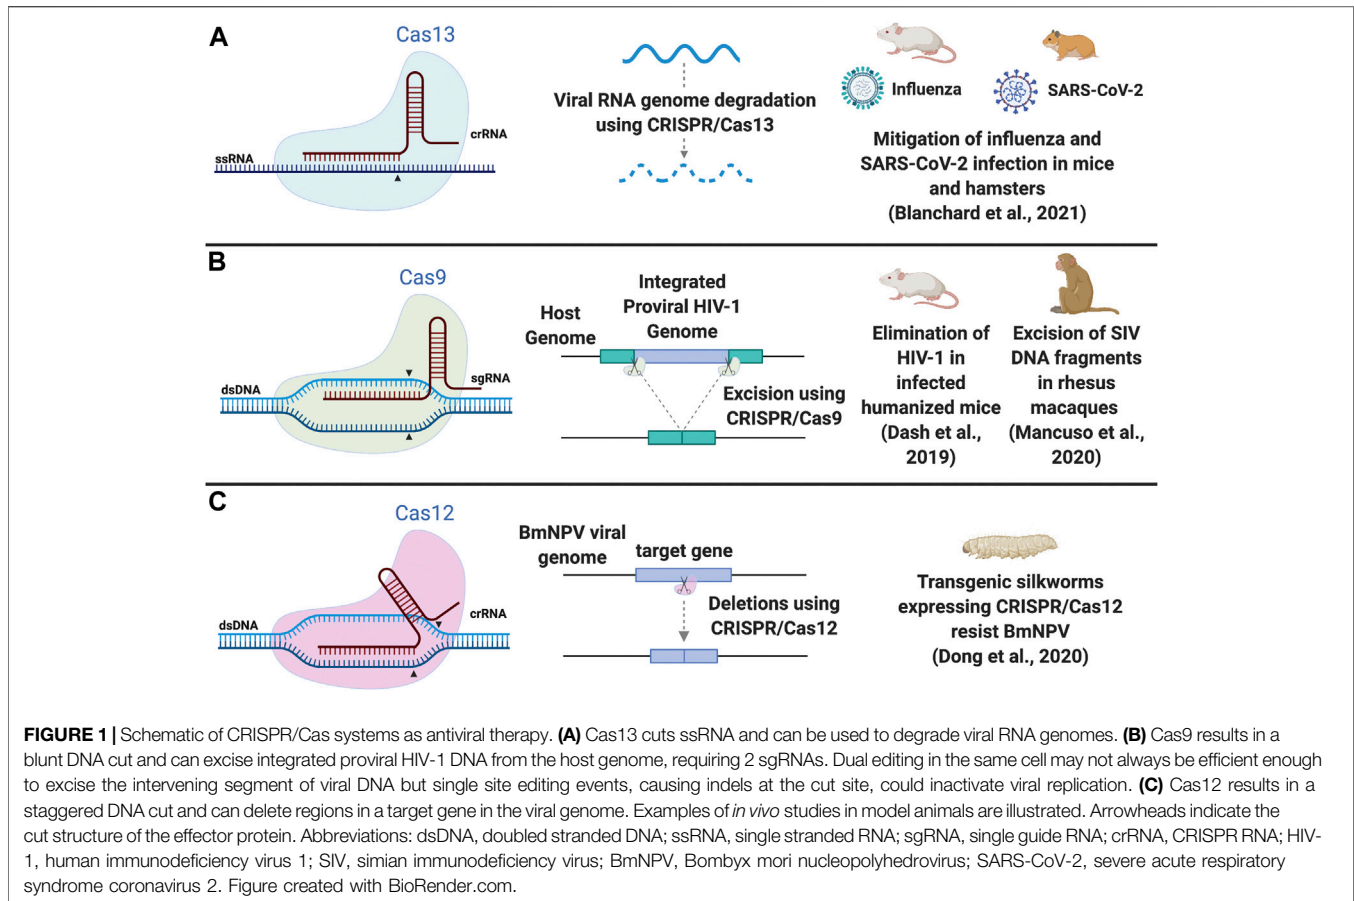 A
Cas13
crRNA
ssRNA
Viral RNA genome degradation
using CRISPR/Cas13
Influenza
SARS-CoV-2
Mitigation of influenza and
SARS-CoV-2 infection in mice
and hamsters
(Blanchard et al., 2021)
B
Cas9
sgRNA
dsDNA
Host
Genome
Integrated
Proviral HIV-1
Genome
Excision using
CRISPR/Cas9
Elimination of
HIV-1 in
infected
humanized mice
(Dash et al.,
2019)
Excision of SIV
DNA fragments
in rhesus
macaques
(Mancuso et al.,
2020)
C
Cas12
crRNA
dsDNA
BmNPV viral
genome
target gene
Deletions using
CRISPR/Cas12
Transgenic silkworms
expressing CRISPR/Cas12
resist BmNPV
(Dong et al., 2020)
FIGURE 1 | Schematic of CRISPR/Cas systems as antiviral therapy. (A) Cas13 cuts ssRNA and can be used to degrade viral RNA genomes. (B) Cas9 results in a
blunt DNA cut and can excise integrated proviral HIV-1 DNA from the host genome, requiring 2 sgRNAs. Dual editing in the same cell may not always be efficient enough
to excise the intervening segment of viral DNA but single site editing events, causing indels at the cut site, could inactivate viral replication. (C) Cas12 results in a
staggered DNA cut and can delete regions in a target gene in the viral genome. Examples of in vivo studies in model animals are illustrated. Arrowheads indicate the
cut structure of the effector protein. Abbreviations: dsDNA, doubled stranded DNA; ssRNA, single stranded RNA; sgRNA, single guide RNA; crRNA, CRISPR RNA; HIV-
1, human immunodeficiency virus 1; SIV, simian immunodeficiency virus; BmNPV, Bombyx mori nucleopolyhedrovirus; SARS-CoV-2, severe acute respiratory
syndrome coronavirus 2. Figure created with BioRender.com.